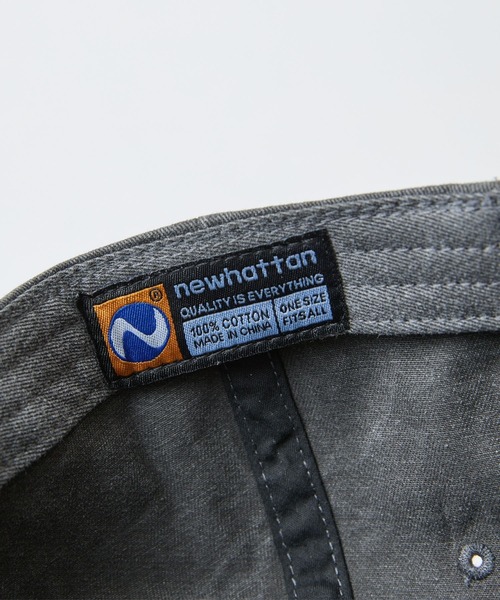 ®
newhattan
QUALITY IS EVERYTHING
100% COTTON
MADE IN CHINA
ONE SIZE
FITS ALL